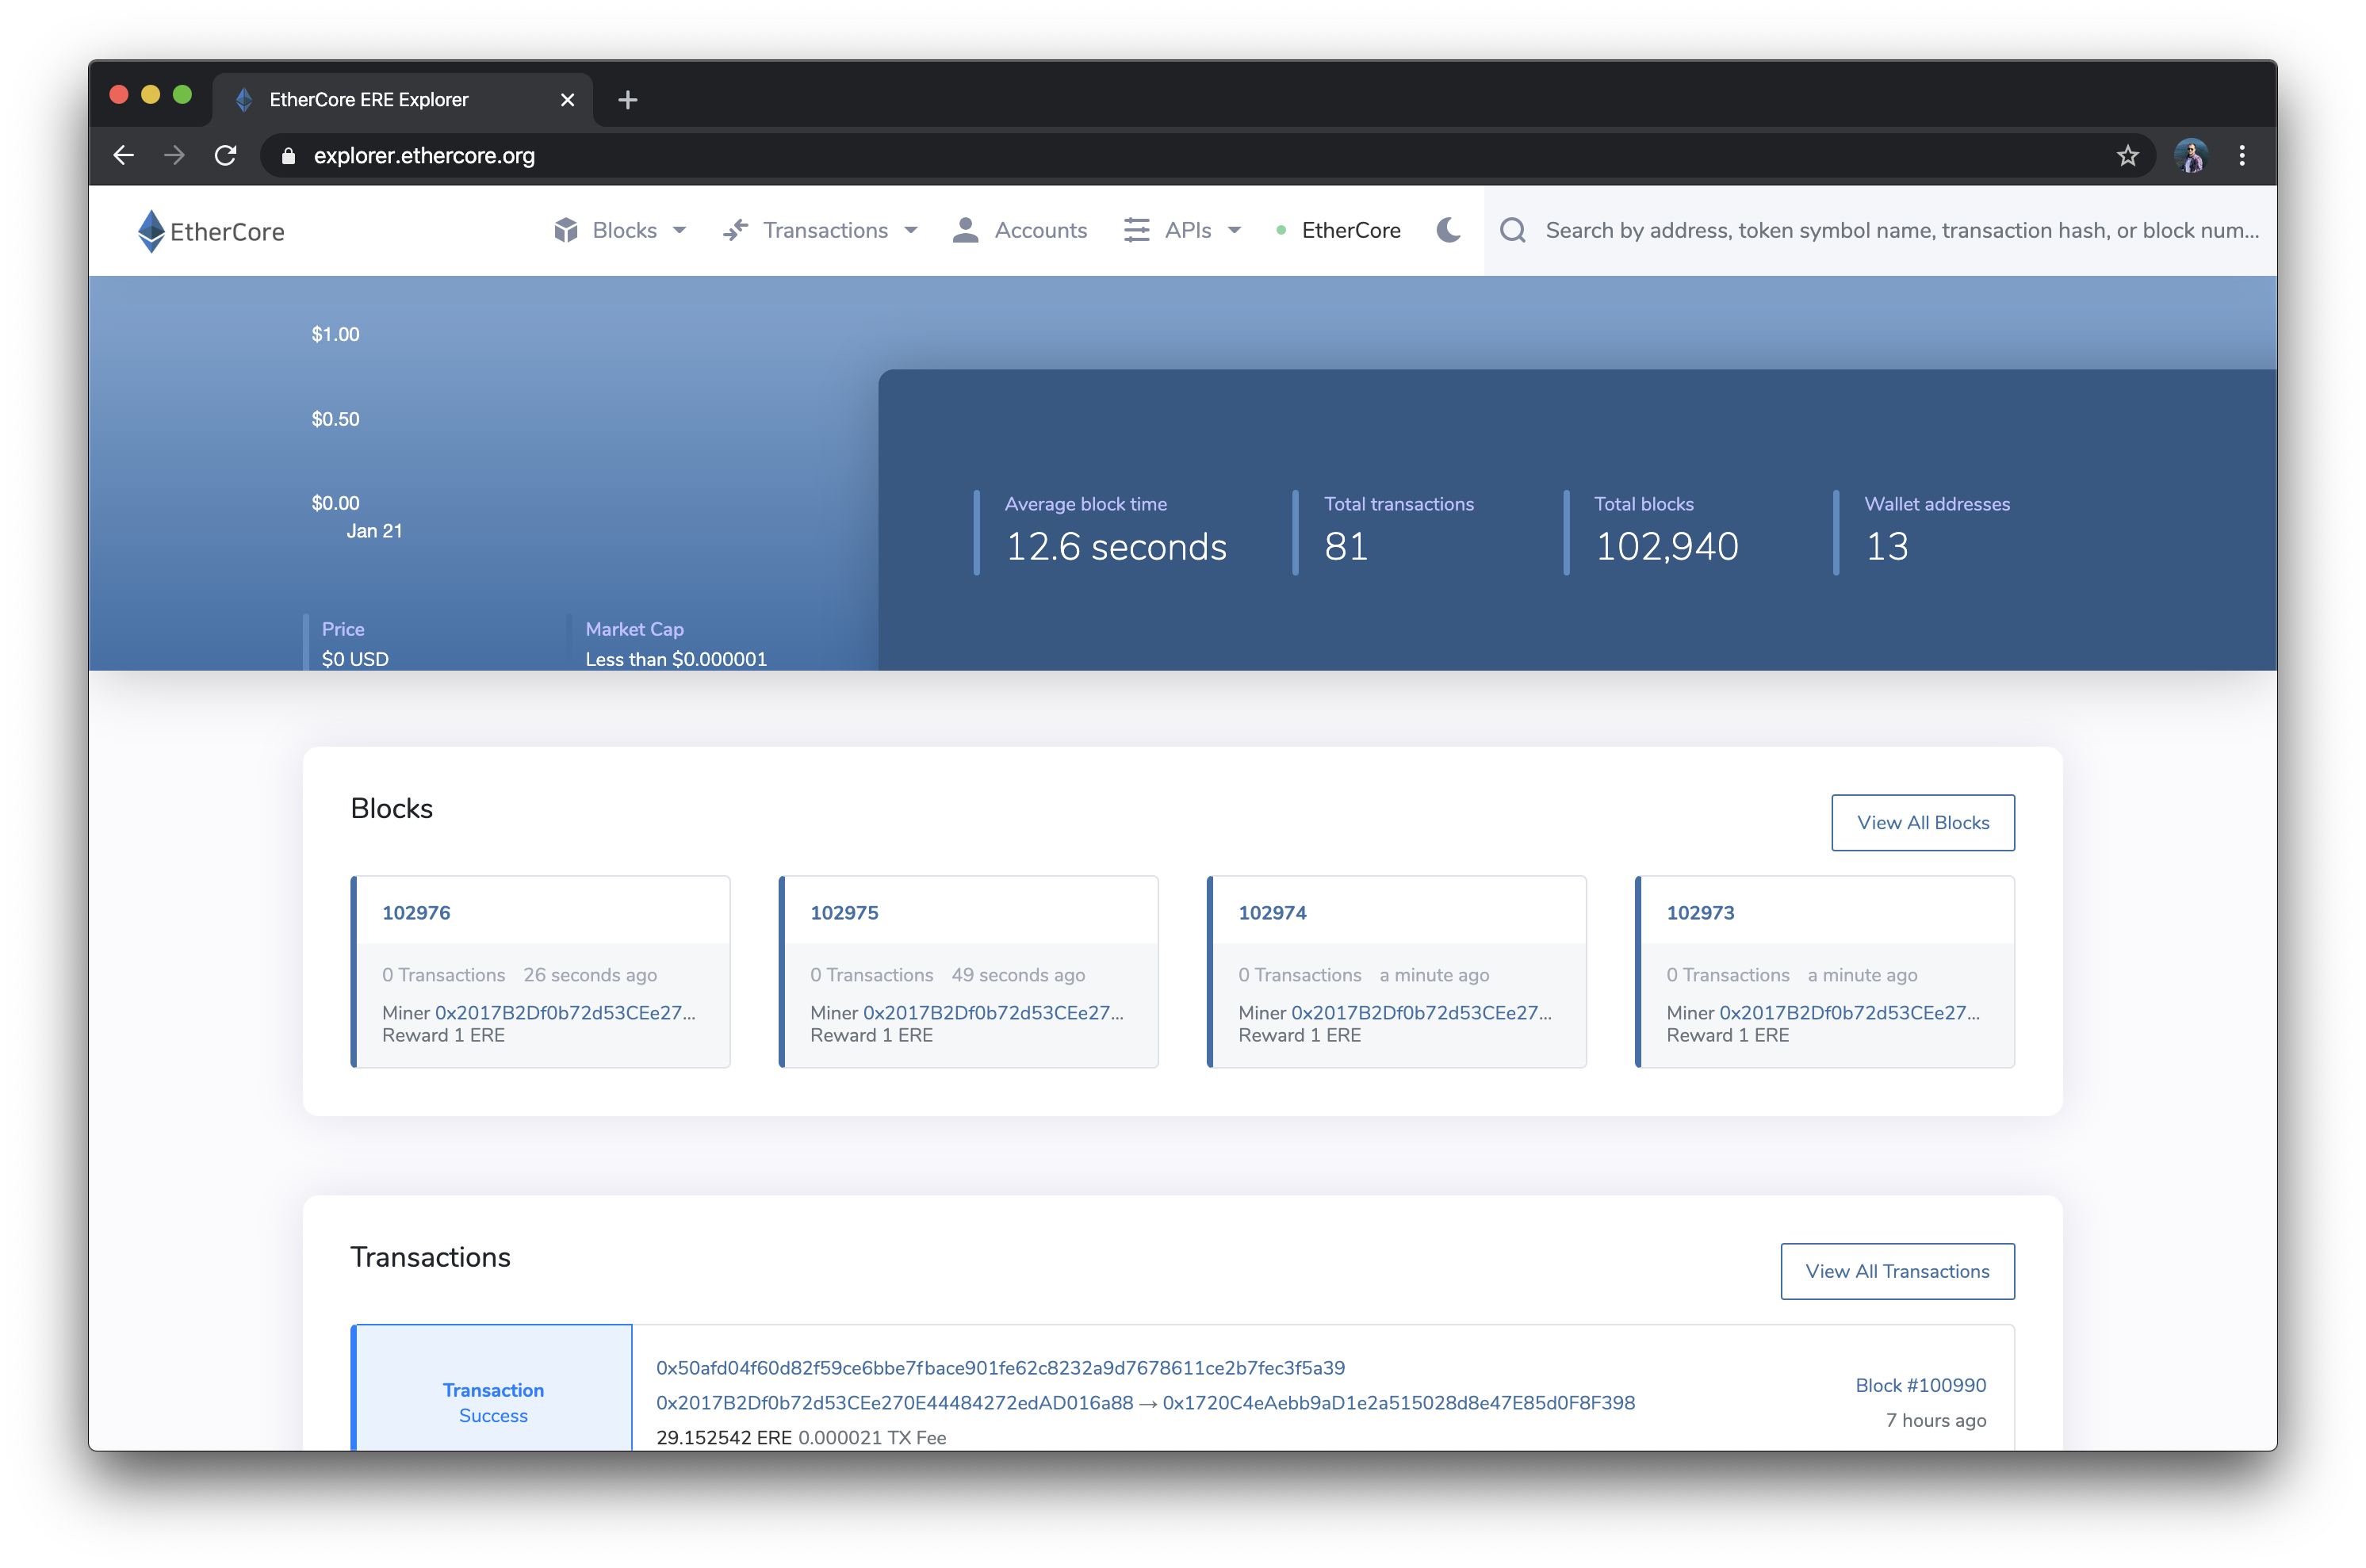 EtherCore ERE Explorer
explorer.ethercore.org
EtherCore
Blocks
Transactions
Accounts
APIs
EtherCore
Search by address, token symbol name, transaction hash, or block num...
$1.00
$0.50
$0.00
Jan 21
Price
$0 USD
Market Cap
Less than $0.000001
Average block time
12.6 seconds
Total transactions
81
Total blocks
102,940
Wallet addresses
13
Blocks
View All Blocks
102976
0 Transactions 26 seconds ago
Miner 0x2017B2Df0b72d53CEe27...
Reward 1 ERE
102975
0 Transactions 49 seconds ago
Miner 0x2017B2Df0b72d53CEe27...
Reward 1 ERE
102974
0 Transactions a minute ago
Miner 0x2017B2Df0b72d53CEe27...
Reward 1 ERE
102973
0 Transactions a minute ago
Miner 0x2017B2Df0b72d53CEe27...
Reward 1 ERE
Transactions
View All Transactions
Transaction
Success
0x50afd04f60d82f59ce6bbe7fbace901fe62c8232a9d7678611ce2b7fec3f5a39
0x2017B2Df0b72d53CEe270E44484272edAD016a88 → 0x1720C4eAebb9aD1e2a515028d8e47E85d0F8F398
29.152542 ERE 0.000021 TX Fee
Block #100990
7 hours ago